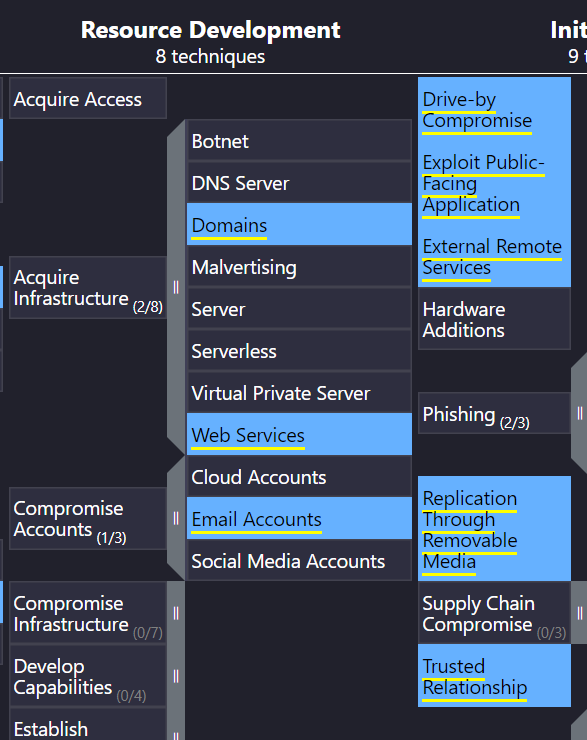 Resource Development
8 techniques
Acquire Access
Acquire
Infrastructure (2/8)
Botnet
DNS Server
Domains
Malvertising
Server
Serverless
Virtual Private Server
Web Services
Compromise
Accounts (1/3)
Cloud Accounts
Email Accounts
Social Media Accounts
Compromise
Infrastructure (0/7)
Develop
Capabilities (0/4)
Establish
Init
9 t
Drive-by
Compromise
Exploit Public-
Facing
Application
External Remote
Services
Hardware
Additions
Phishing (2/3)
Replication
Through
Removable
Media
Supply Chain
Compromise (0/3)
Trusted
Relationship